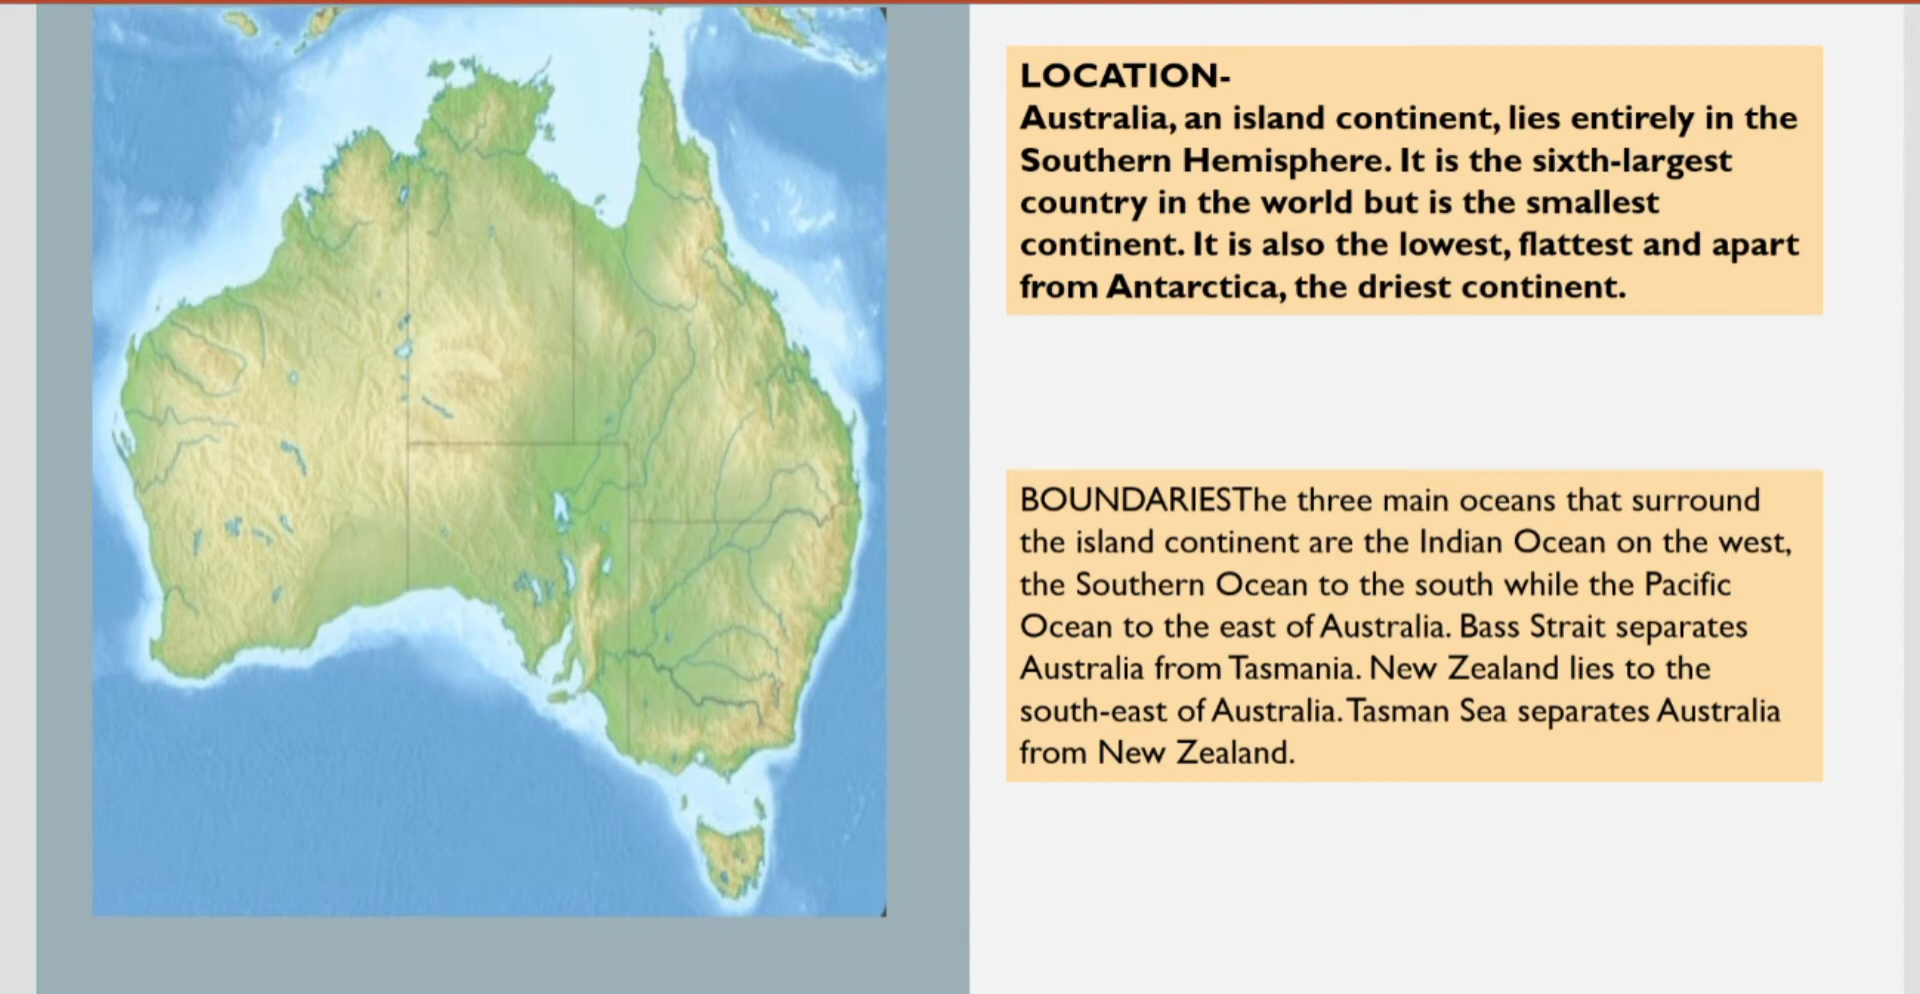 LOCATION-
Australia, an island continent, lies entirely in the
Southern Hemisphere. It is the sixth-largest
country in the world but is the smallest
continent. It is also the lowest, flattest and apart
from Antarctica, the driest continent.
BOUNDARIESThe three main oceans that surround
the island continent are the Indian Ocean on the west,
the Southern Ocean to the south while the Pacific
Ocean to the east of Australia. Bass Strait separates
Australia from Tasmania. New Zealand lies to the
south-east of Australia. Tasman Sea separates Australia
from New Zealand.